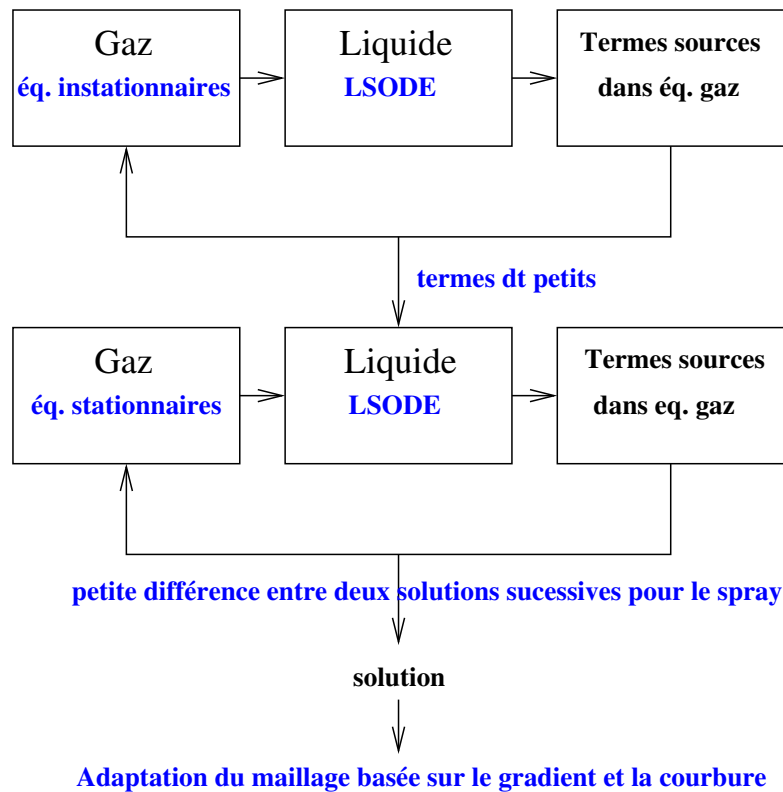 Gaz
éq. instationnaires
Liquide
LSODE
Termes sources
dans éq. gaz
termes dt petits
Gaz
éq. stationnaires
Liquide
LSODE
Termes sources
dans eq. gaz
petite différence entre deux solutions sucessives pour le spray
solution
Adaptation du maillage basée sur le gradient et la courbure